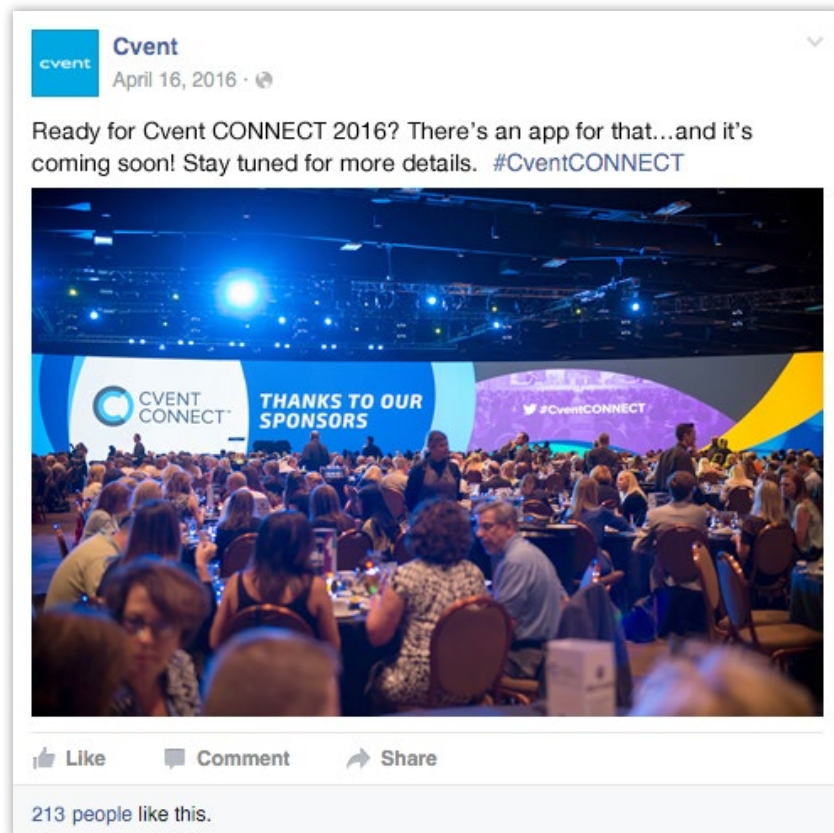 cvent
Cvent
April 16, 2016 ·
Ready for Cvent CONNECT 2016? There's an app for that…and it's
coming soon! Stay tuned for more details. #CventCONNECT
CVENT
CONNECT™
THANKS TO OUR
SPONSORS
#CventCONNECT
Like Comment Share
213 people like this.